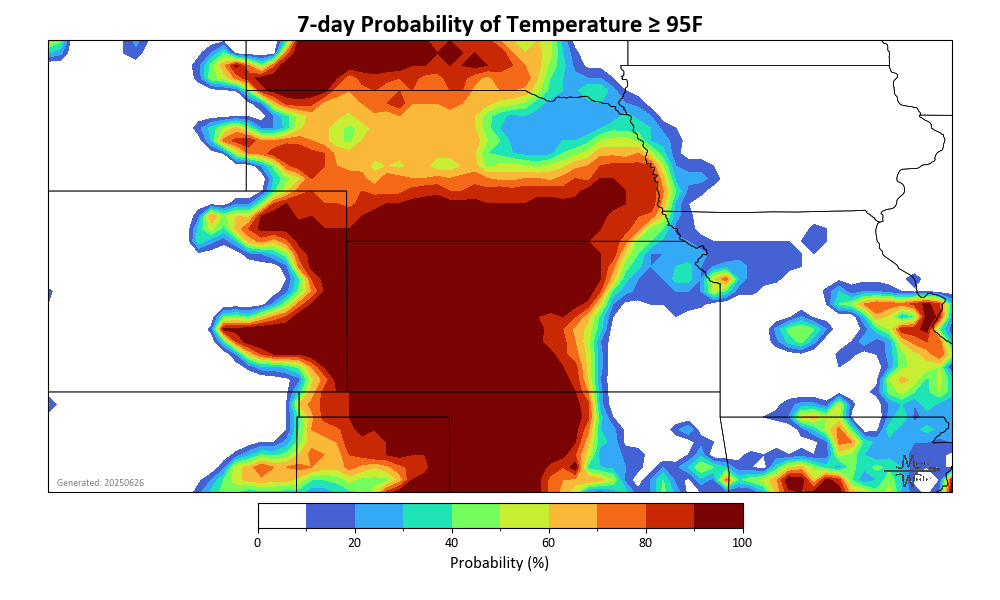 7-day Probability of Temperature ≥ 95F
Generated: 20250626
0 20 40 60 80 100
Probability (%)